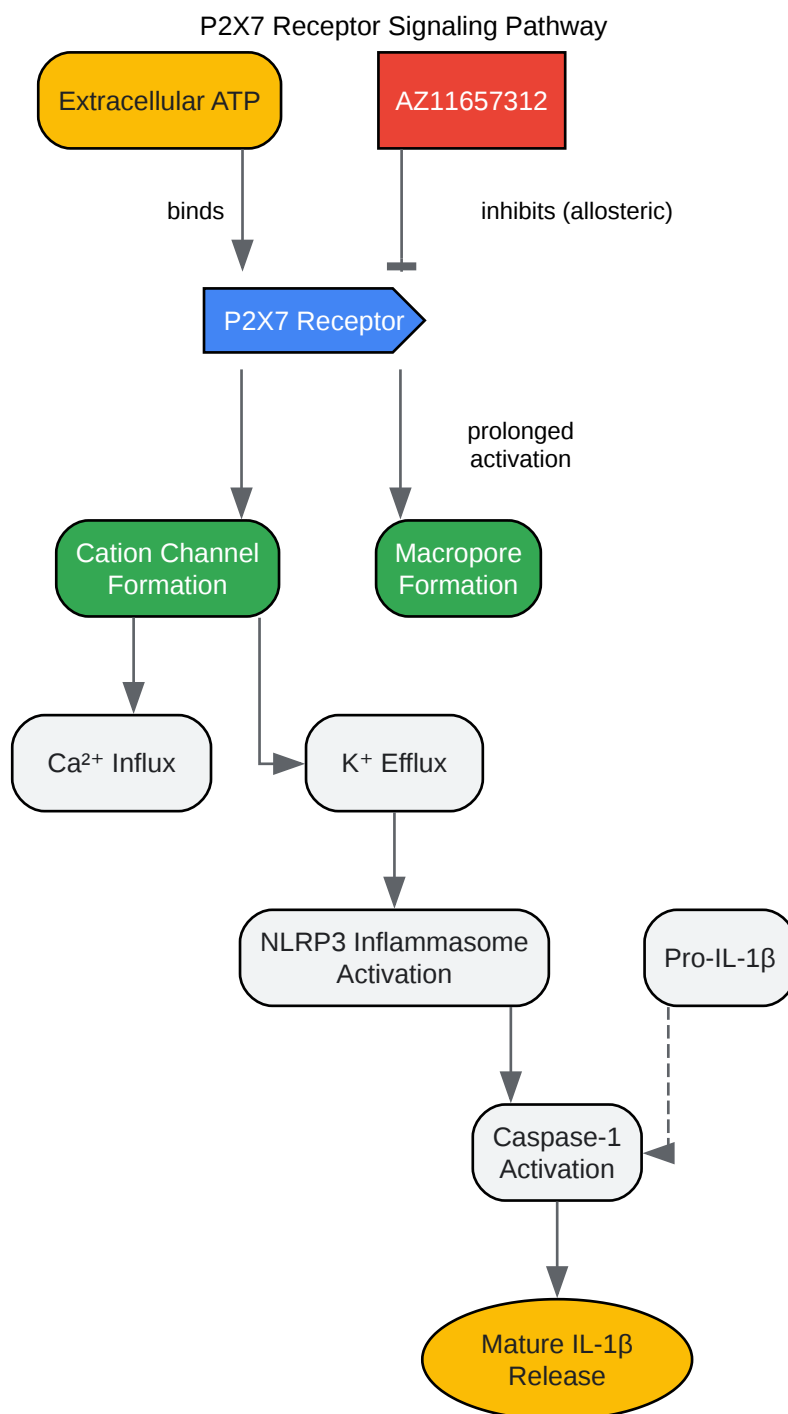 P2X7 Receptor Signaling Pathway
Extracellular ATP
AZ11657312
binds
inhibits (allosteric)
P2X7 Receptor
prolonged
activation
Cation Channel
Formation
Macropore
Formation
Ca²⁺ Influx
K⁺ Efflux
NLRP3 Inflammasome
Activation
Pro-IL-1β
Caspase-1
Activation
Mature IL-1β
Release